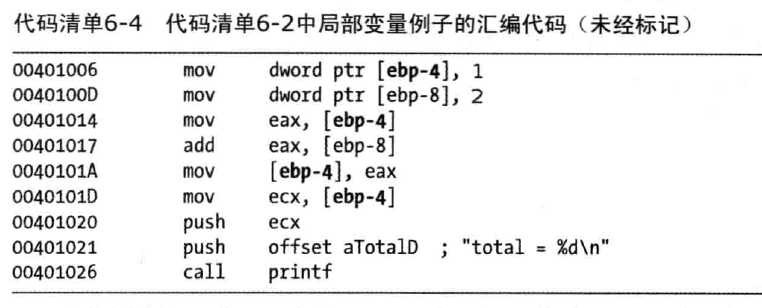 代码清单6-4 代码清单6-2中局部变量例子的汇编代码（未经标记）
00401006 mov dword ptr [ebp-4], 1
0040100D mov dword ptr [ebp-8], 2
00401014 mov eax, [ebp-4]
00401017 add eax, [ebp-8]
0040101A mov [ebp-4], eax
0040101D mov ecx, [ebp-4]
00401020 push ecx
00401021 push offset aTotalD ; "total = %d\n"
00401026 call printf